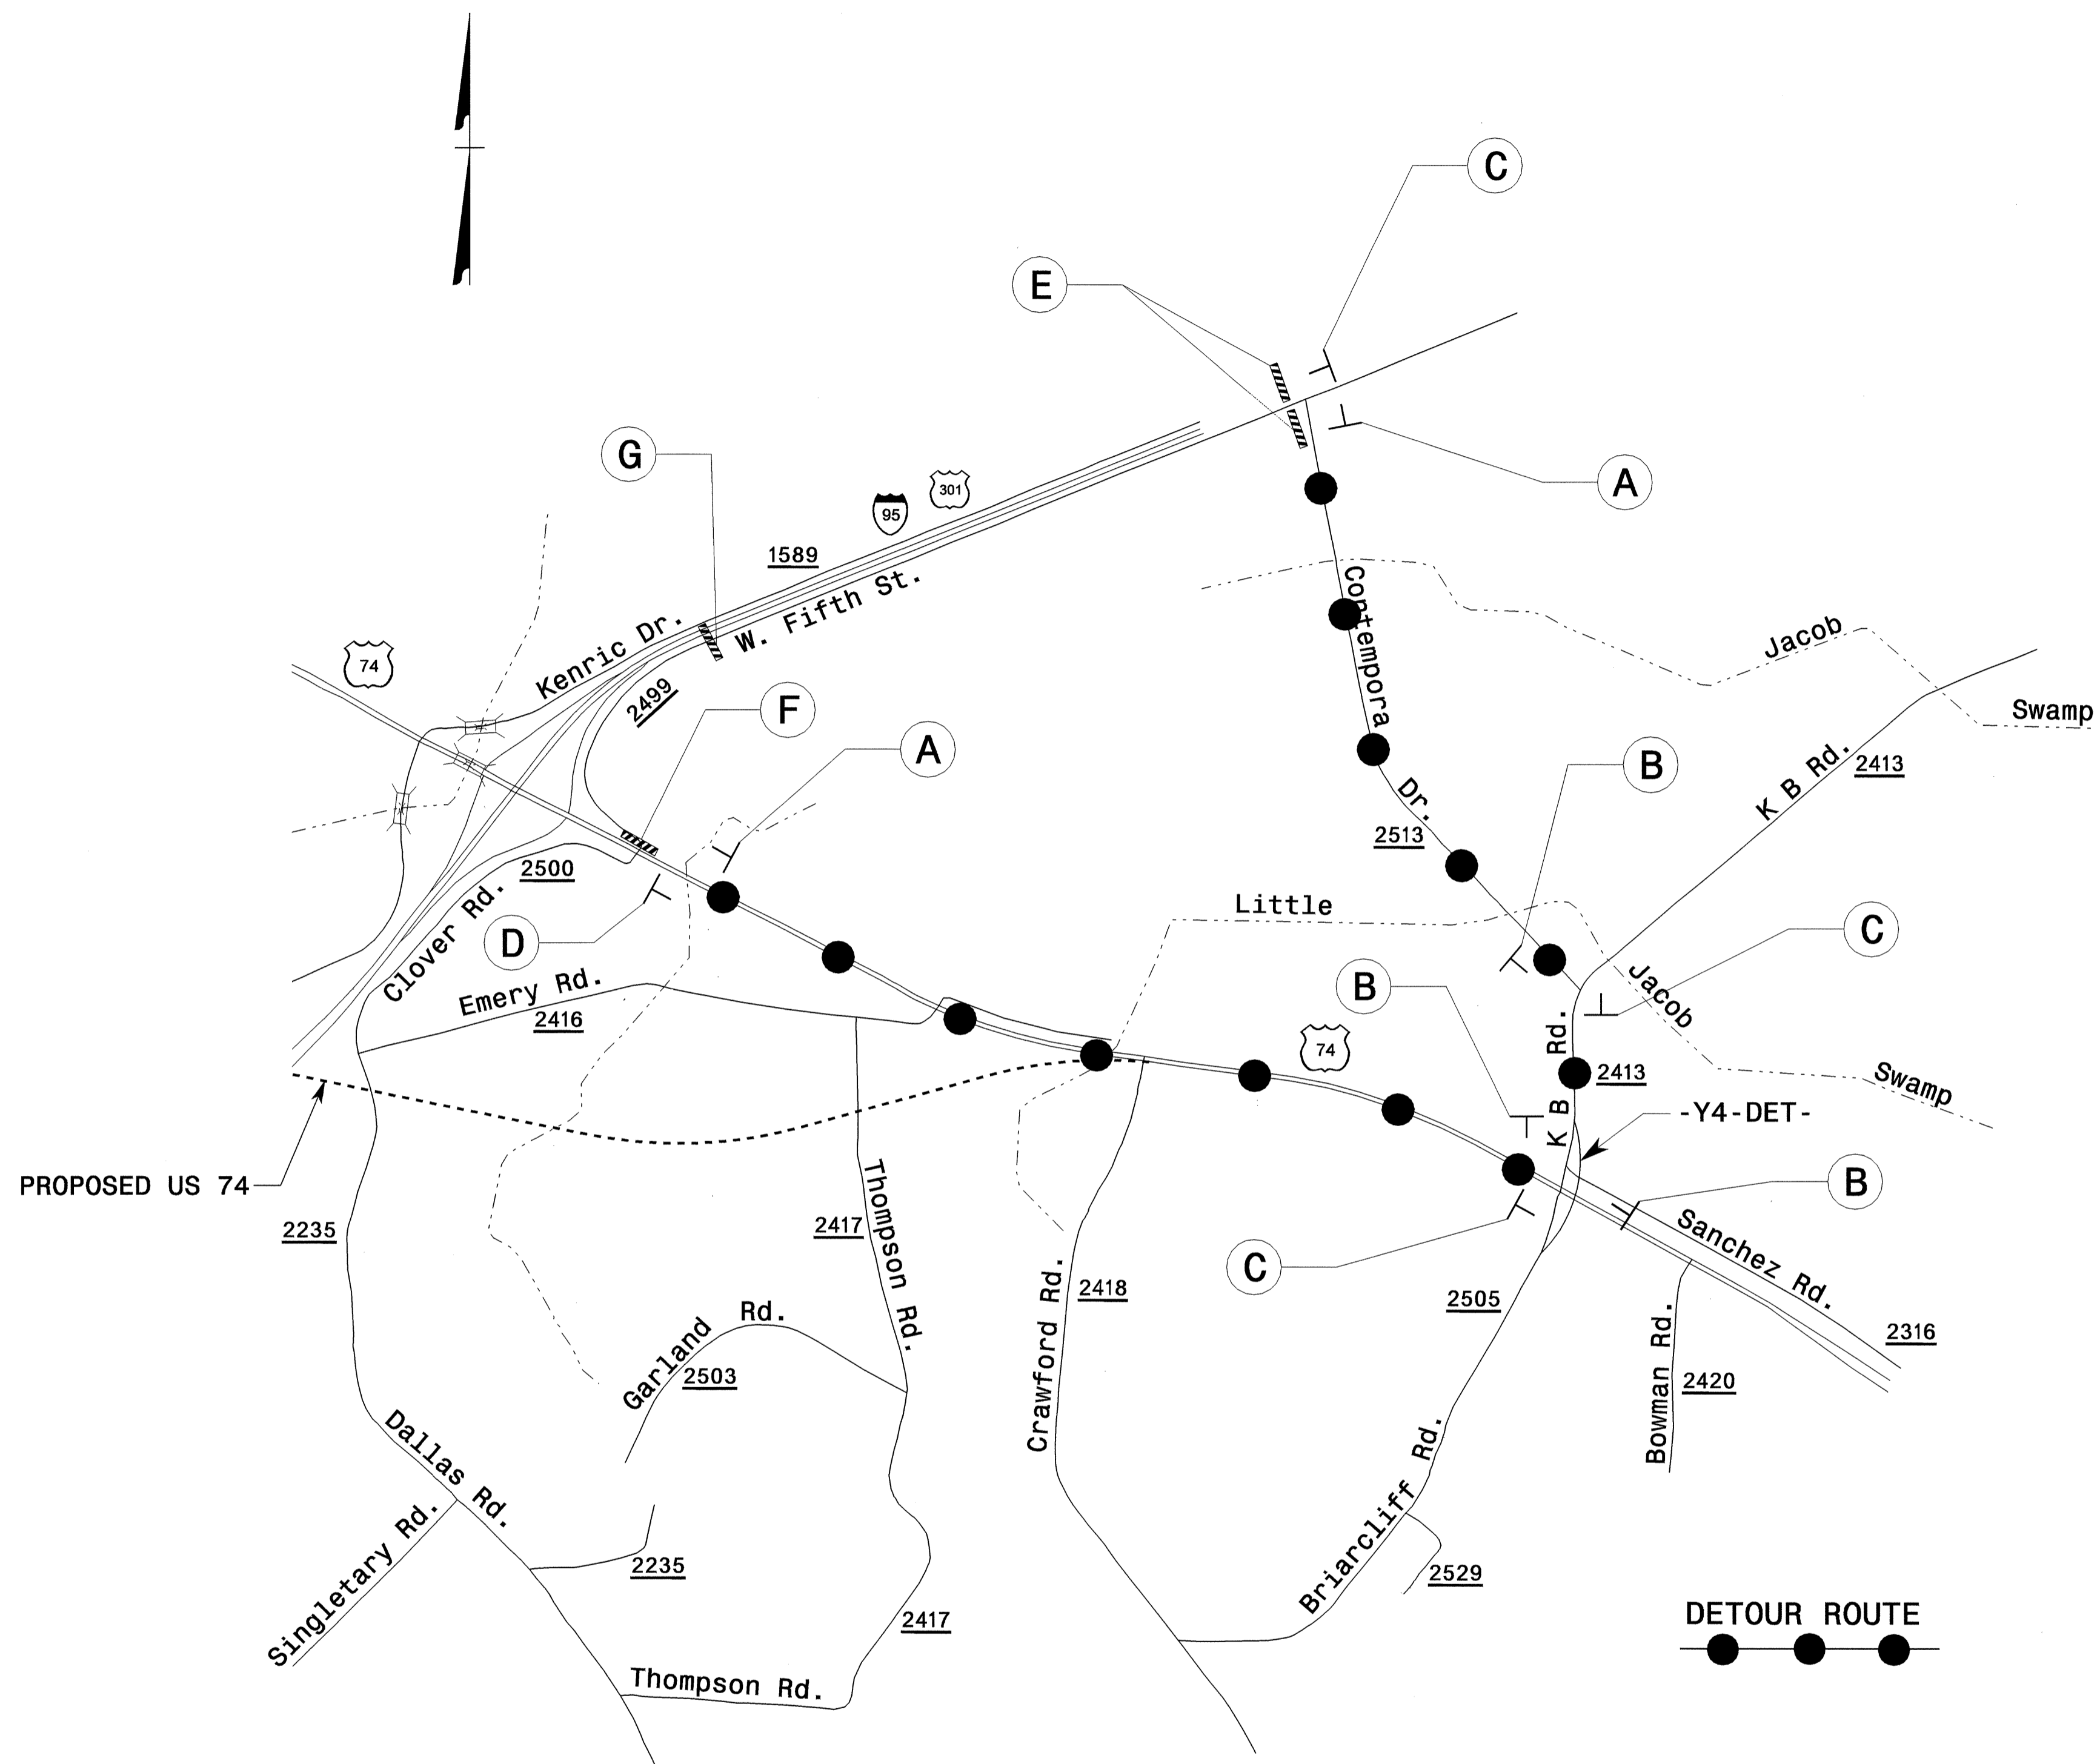 C
E
A
G
301
95
1589
W. Fifth St.
Kenric Dr.
74
2499
F
A
Contempora
Dr.
2513
Jacob
Swamp
K B Rd.
2413
B
2500
Clover Rd.
D
Little
C
Jacob
Swamp
Emery Rd.
2416
B
74
K B Rd.
2413
-Y4-DET-
PROPOSED US 74
B
2235
2417
Thompson Rd.
C
Sanchez Rd.
2316
2418
Crawford Rd.
2505
Bowman Rd.
2420
Garland Rd.
2503
Dallas Rd.
Singletary Rd.
2235
Briarcliff Rd.
2529
2417
Thompson Rd.
DETOUR ROUTE